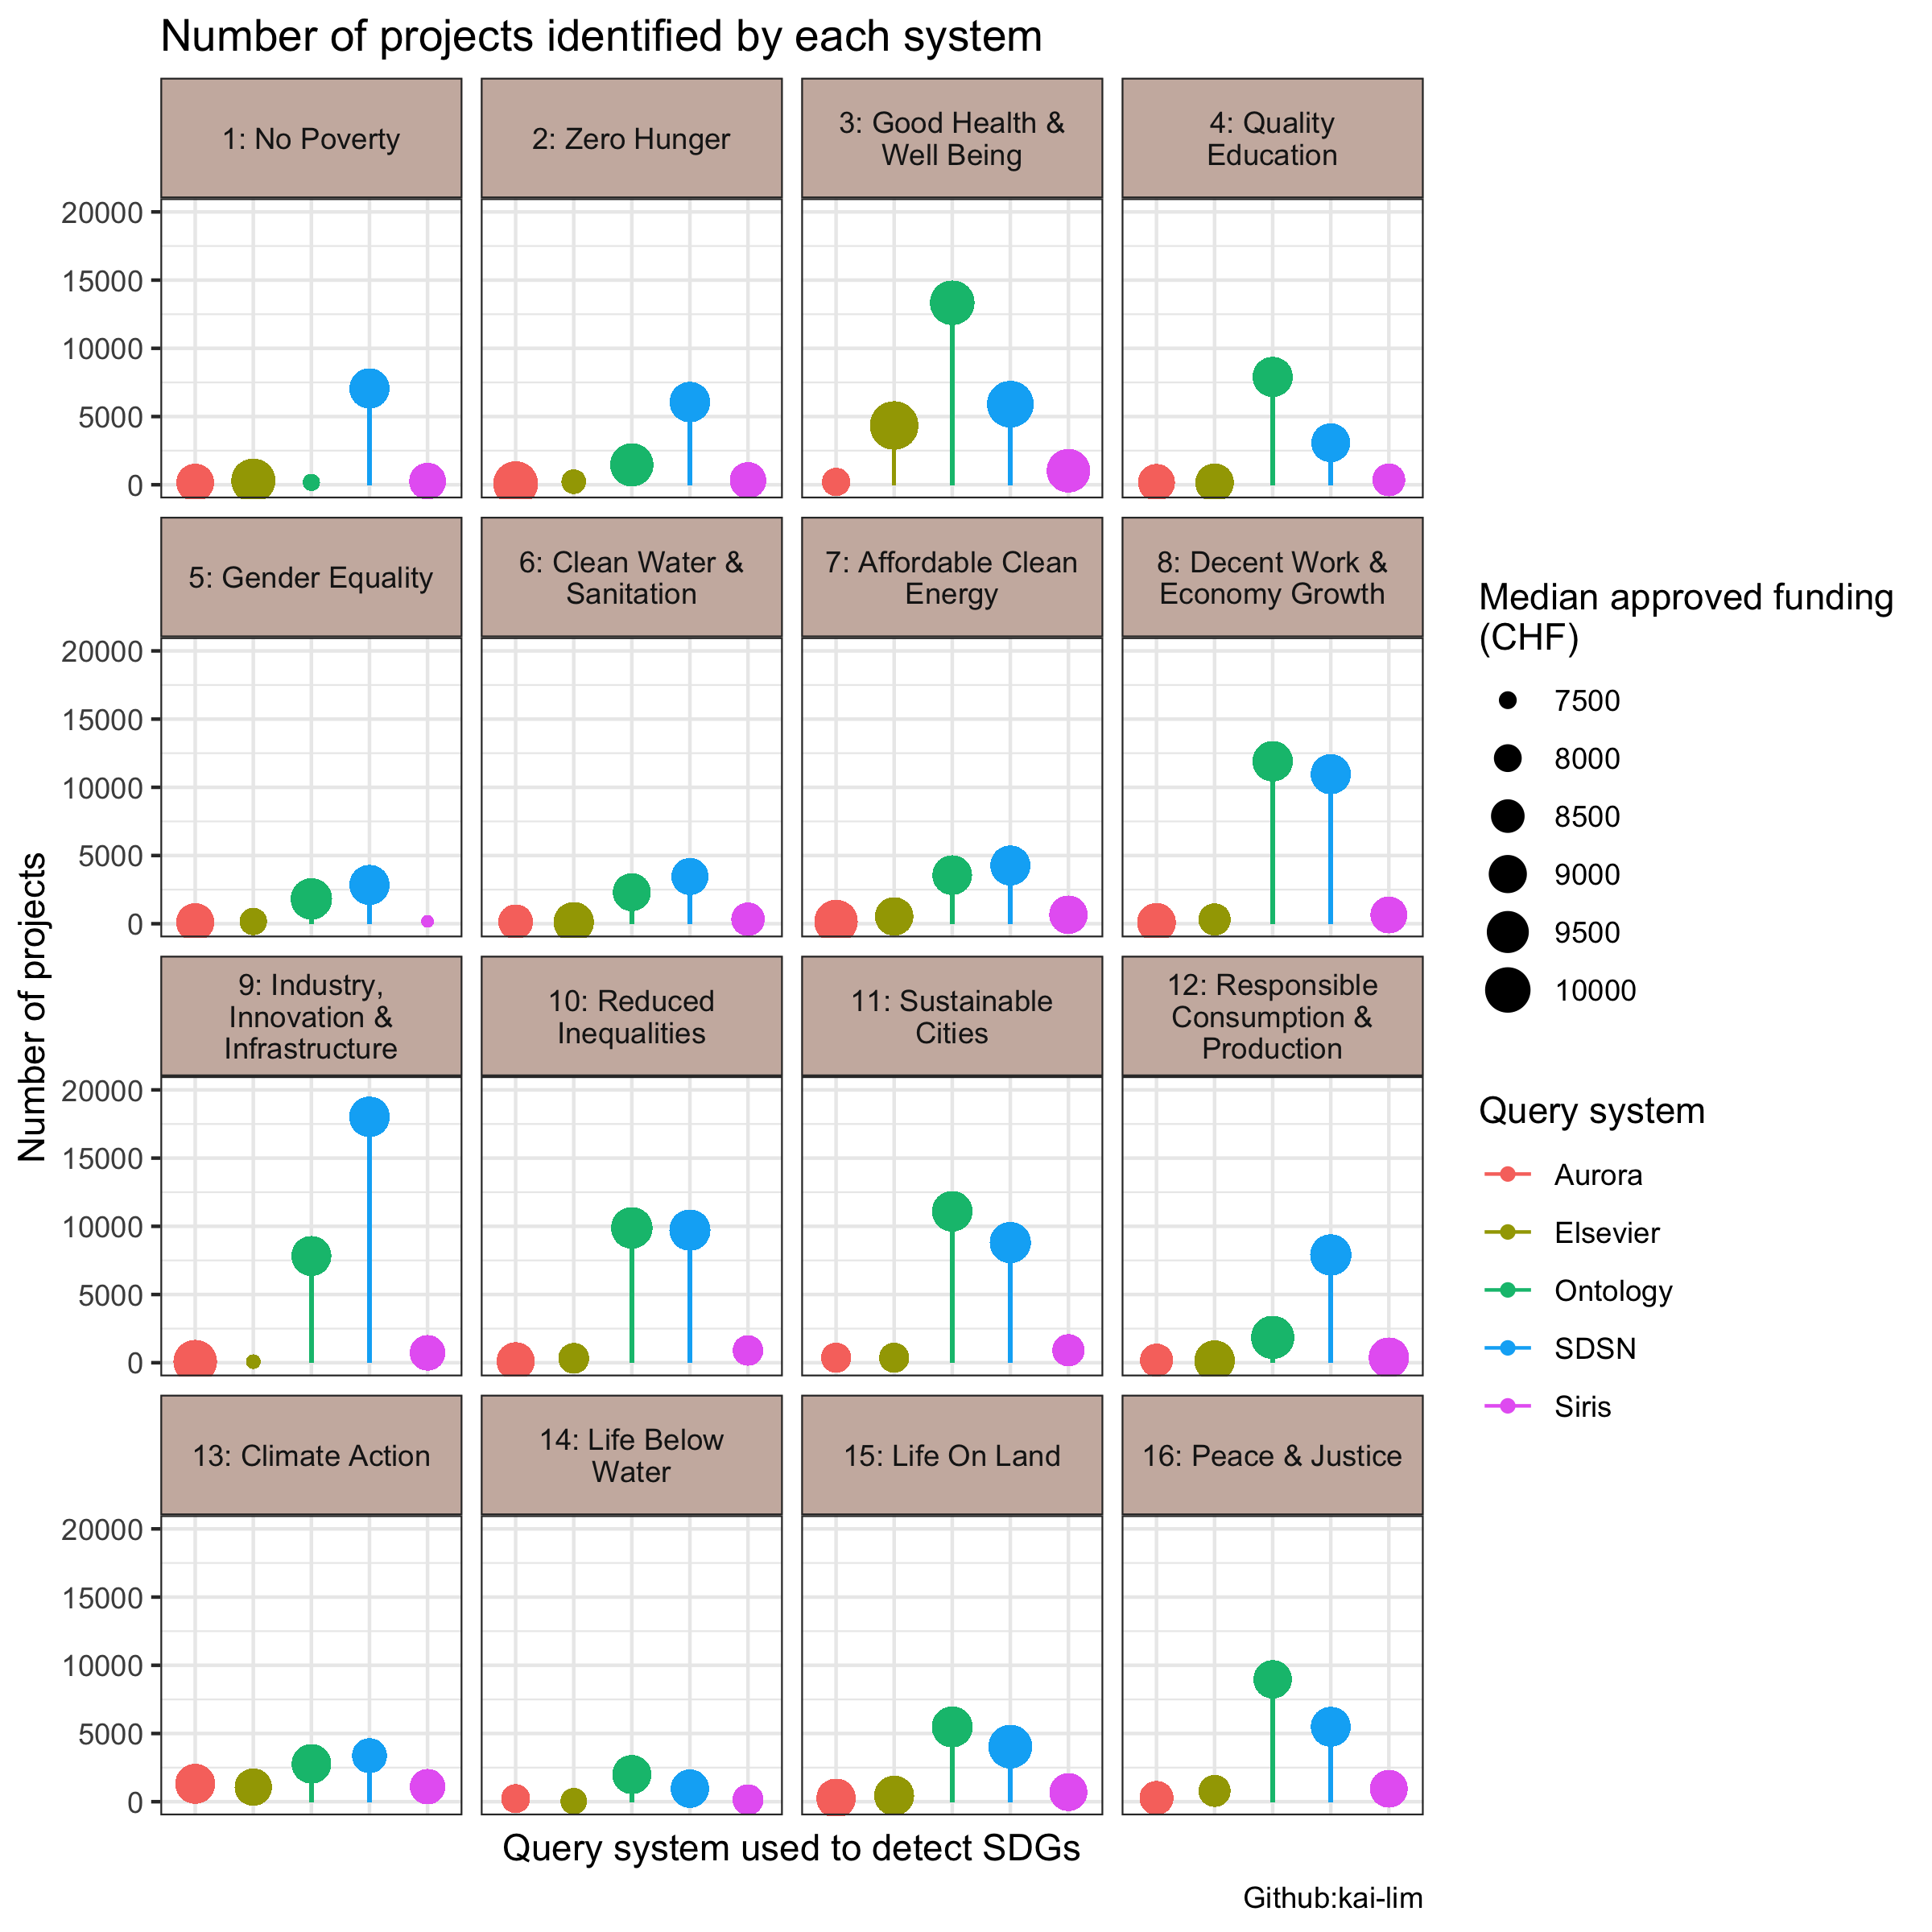 Number of projects identified by each system
1: No Poverty
2: Zero Hunger
3: Good Health &
Well Being
4: Quality
Education
20000
15000
10000
5000
0
5: Gender Equality
6: Clean Water &
Sanitation
7: Affordable Clean
Energy
8: Decent Work &
Economy Growth
20000
15000
10000
5000
0
9: Industry,
Innovation &
Infrastructure
10: Reduced
Inequalities
11: Sustainable
Cities
12: Responsible
Consumption &
Production
20000
15000
10000
5000
0
13: Climate Action
14: Life Below
Water
15: Life On Land
16: Peace & Justice
20000
15000
10000
5000
0
Number of projects
Query system used to detect SDGs
Github:kai-lim
Median approved funding
(CHF)
7500
8000
8500
9000
9500
10000
Query system
Aurora
Elsevier
Ontology
SDSN
Siris